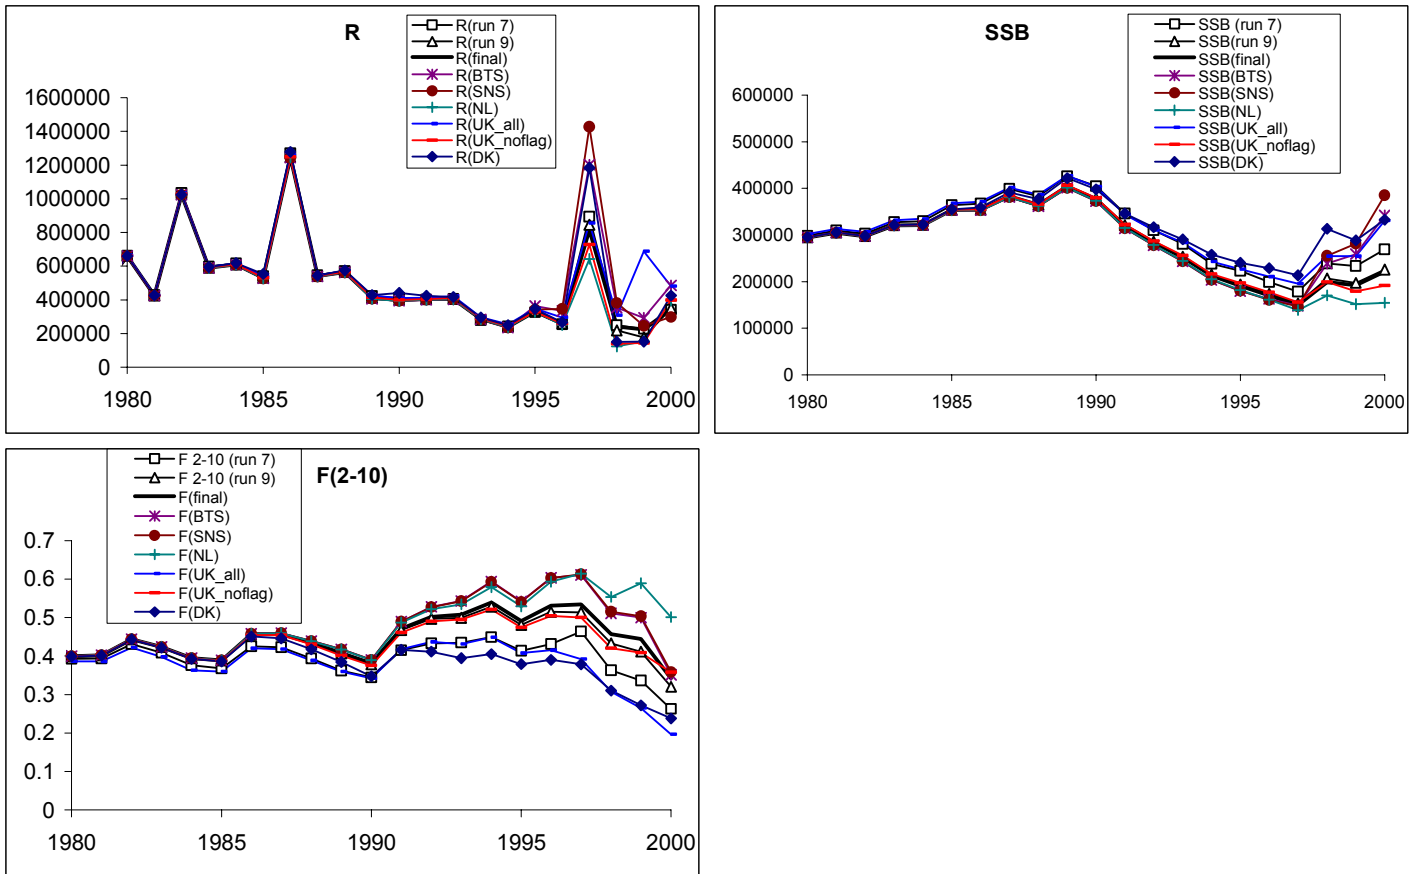 R
R(run 7)
R(run 9)
R(final)
R(BTS)
R(SNS)
R(NL)
R(UK_all)
R(UK_noflag)
R(DK)
1600000
1400000
1200000
1000000
800000
600000
400000
200000
0
1980 1985 1990 1995 2000
SSB
SSB (run 7)
SSB(run 9)
SSB(final)
SSB(BTS)
SSB(SNS)
SSB(NL)
SSB(UK_all)
SSB(UK_noflag)
SSB(DK)
600000
500000
400000
300000
200000
100000
0
1980 1985 1990 1995 2000
F(2-10)
F 2-10 (run 7)
F 2-10 (run 9)
F(final)
F(BTS)
F(SNS)
F(NL)
F(UK_all)
F(UK_noflag)
F(DK)
0.7
0.6
0.5
0.4
0.3
0.2
0.1
0
1980 1985 1990 1995 2000